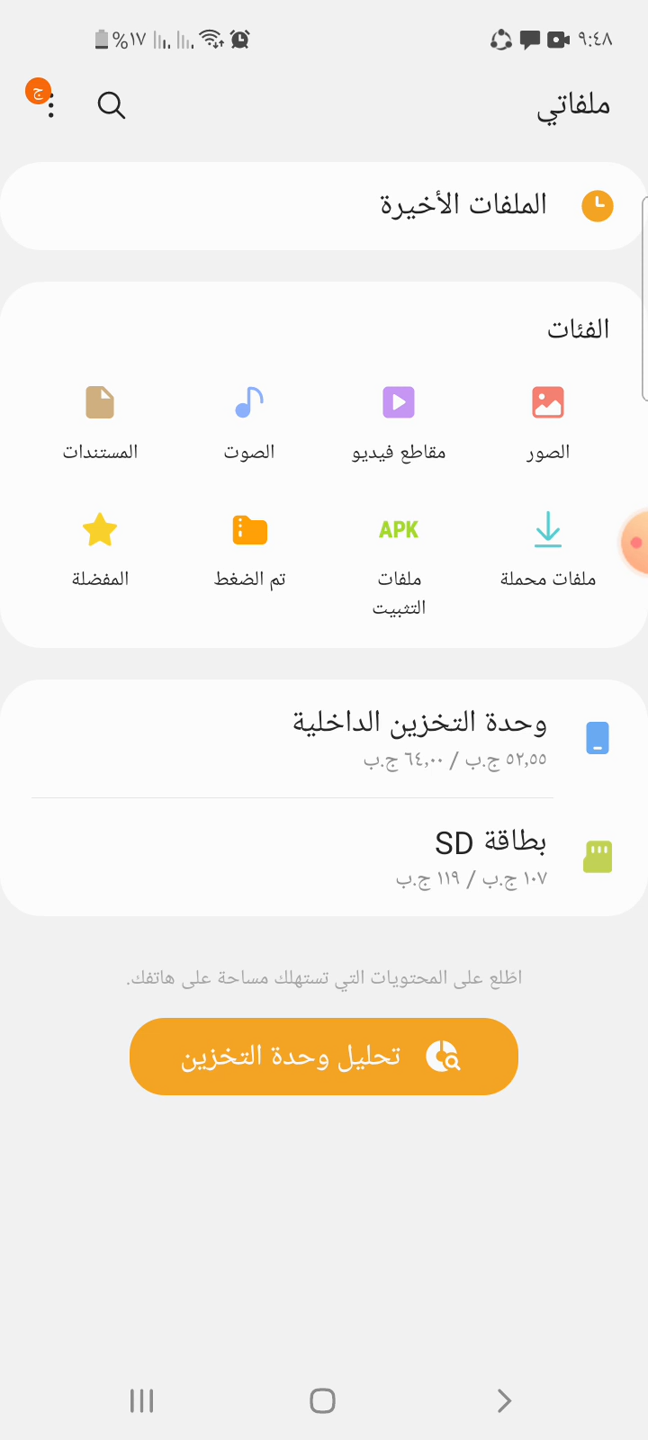 ٩:٤٨
%١٧
ملفاتي
ج
الملفات الأخيرة
الفئات
الصور
مقاطع فيديو
الصوت
المستندات
ملفات محملة
APK
ملفات التثبيت
تم الضغط
المفضلة
وحدة التخزين الداخلية
٥٢,٥٥ ج.ب / ٦٤,٠٠ ج.ب
بطاقة SD
١٠٧ ج.ب / ١١٩ ج.ب
اطّلع على المحتويات التي تستهلك مساحة على هاتفك.
تحليل وحدة التخزين